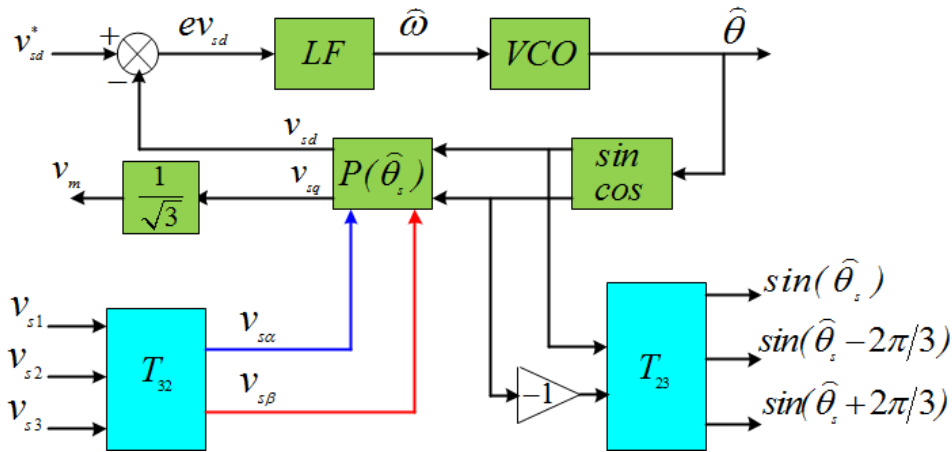 v*sd + − evsd LF ω̂ VCO θ̂
vsd
vm 1/√3 vsq P(θ̂s) sin cos
vs1
vs2
vs3
T32
vsα
vsβ
−1
T23
sin(θ̂s)
sin(θ̂s − 2π/3)
sin(θ̂s + 2π/3)